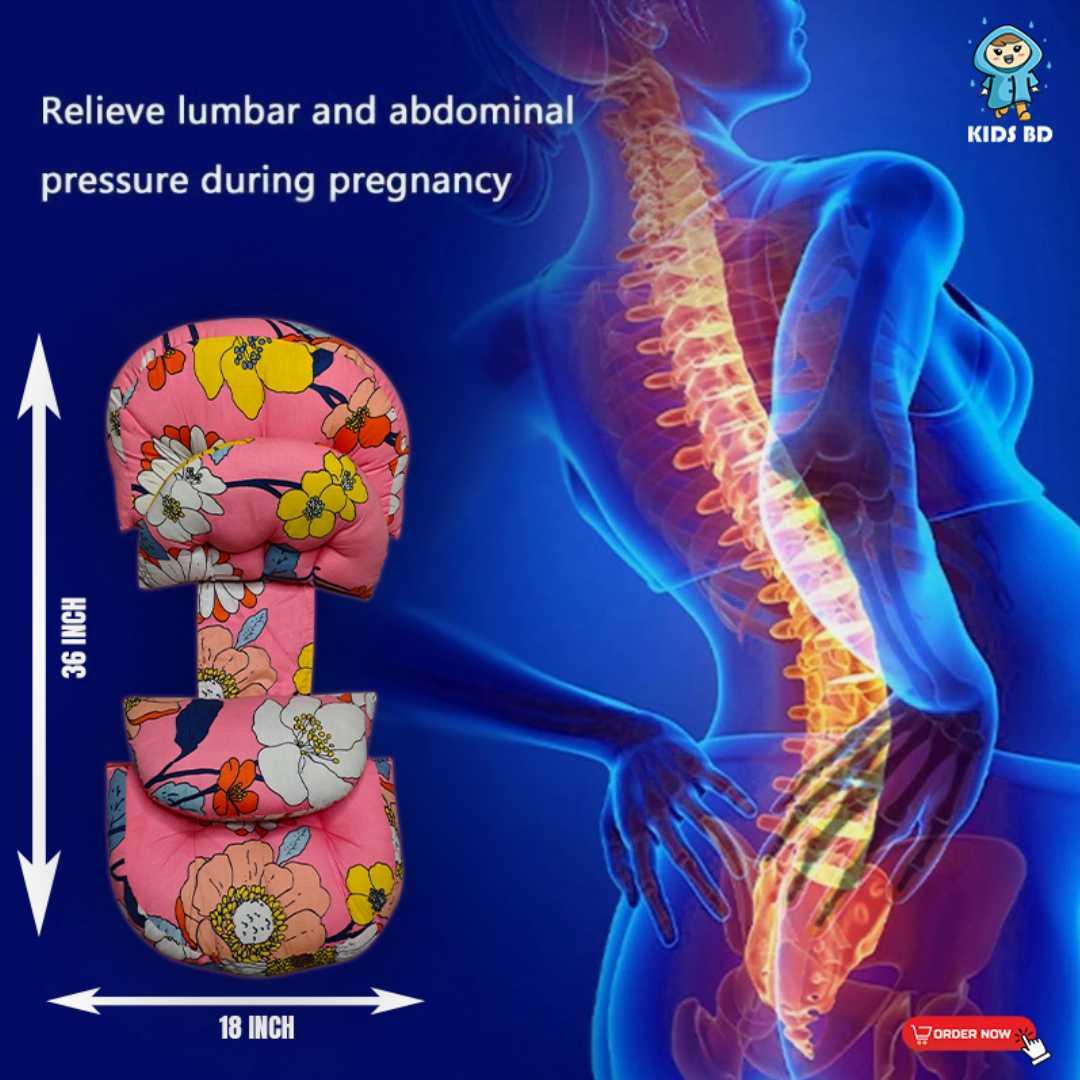 Relieve lumbar and abdominal
pressure during pregnancy
KIDS BD
36 INCH
18 INCH
ORDER NOW